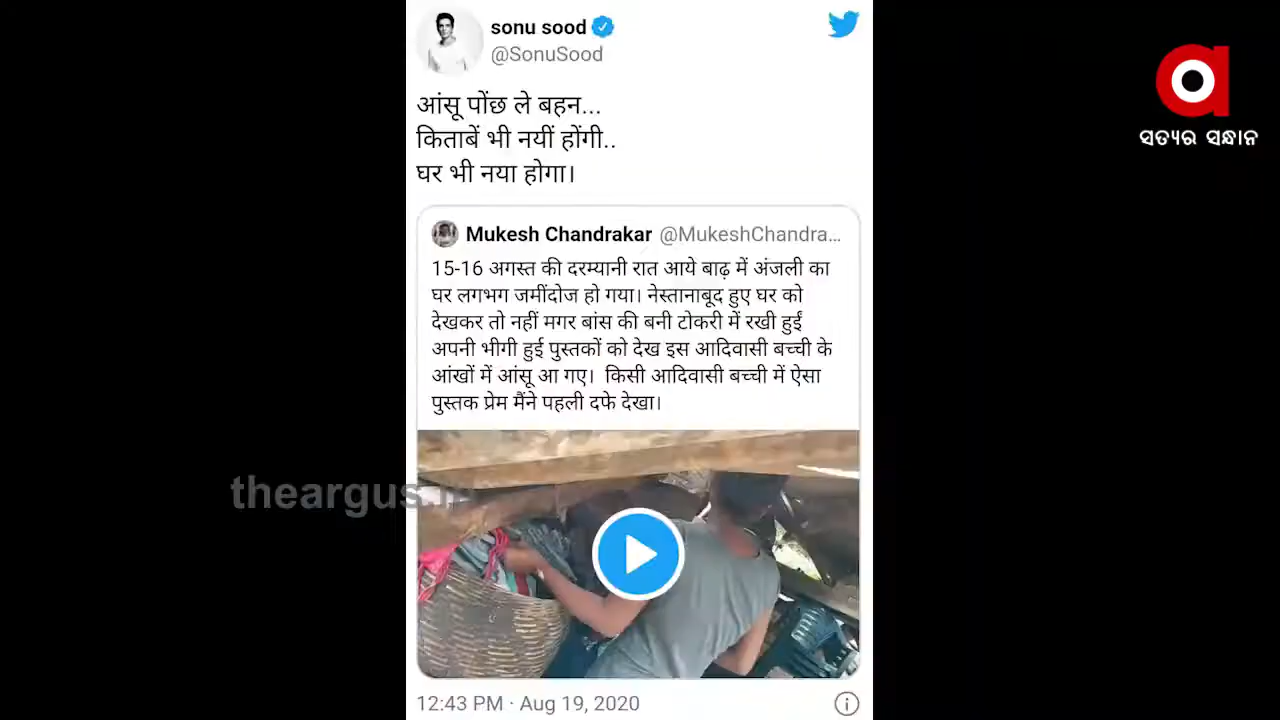 sonu sood
@SonuSood
आंसू पोंछ ले बहन...
किताबें भी नयीं होंगी..
घर भी नया होगा।
Mukesh Chandrakar @MukeshChandra...
15-16 अगस्त की दरम्यानी रात आये बाढ़ में अंजली का
घर लगभग जमींदोज हो गया। नेस्तानाबूद हुए घर को
देखकर तो नहीं मगर बांस की बनी टोकरी में रखी हुईं
अपनी भीगी हुई पुस्तकों को देख इस आदिवासी बच्ची के
आंखों में आंसू आ गए। किसी आदिवासी बच्ची में ऐसा
पुस्तक प्रेम मैंने पहली दफे देखा।
12:43 PM · Aug 19, 2020
theargus.in
a
ସତ୍ୟର ସନ୍ଧାନ